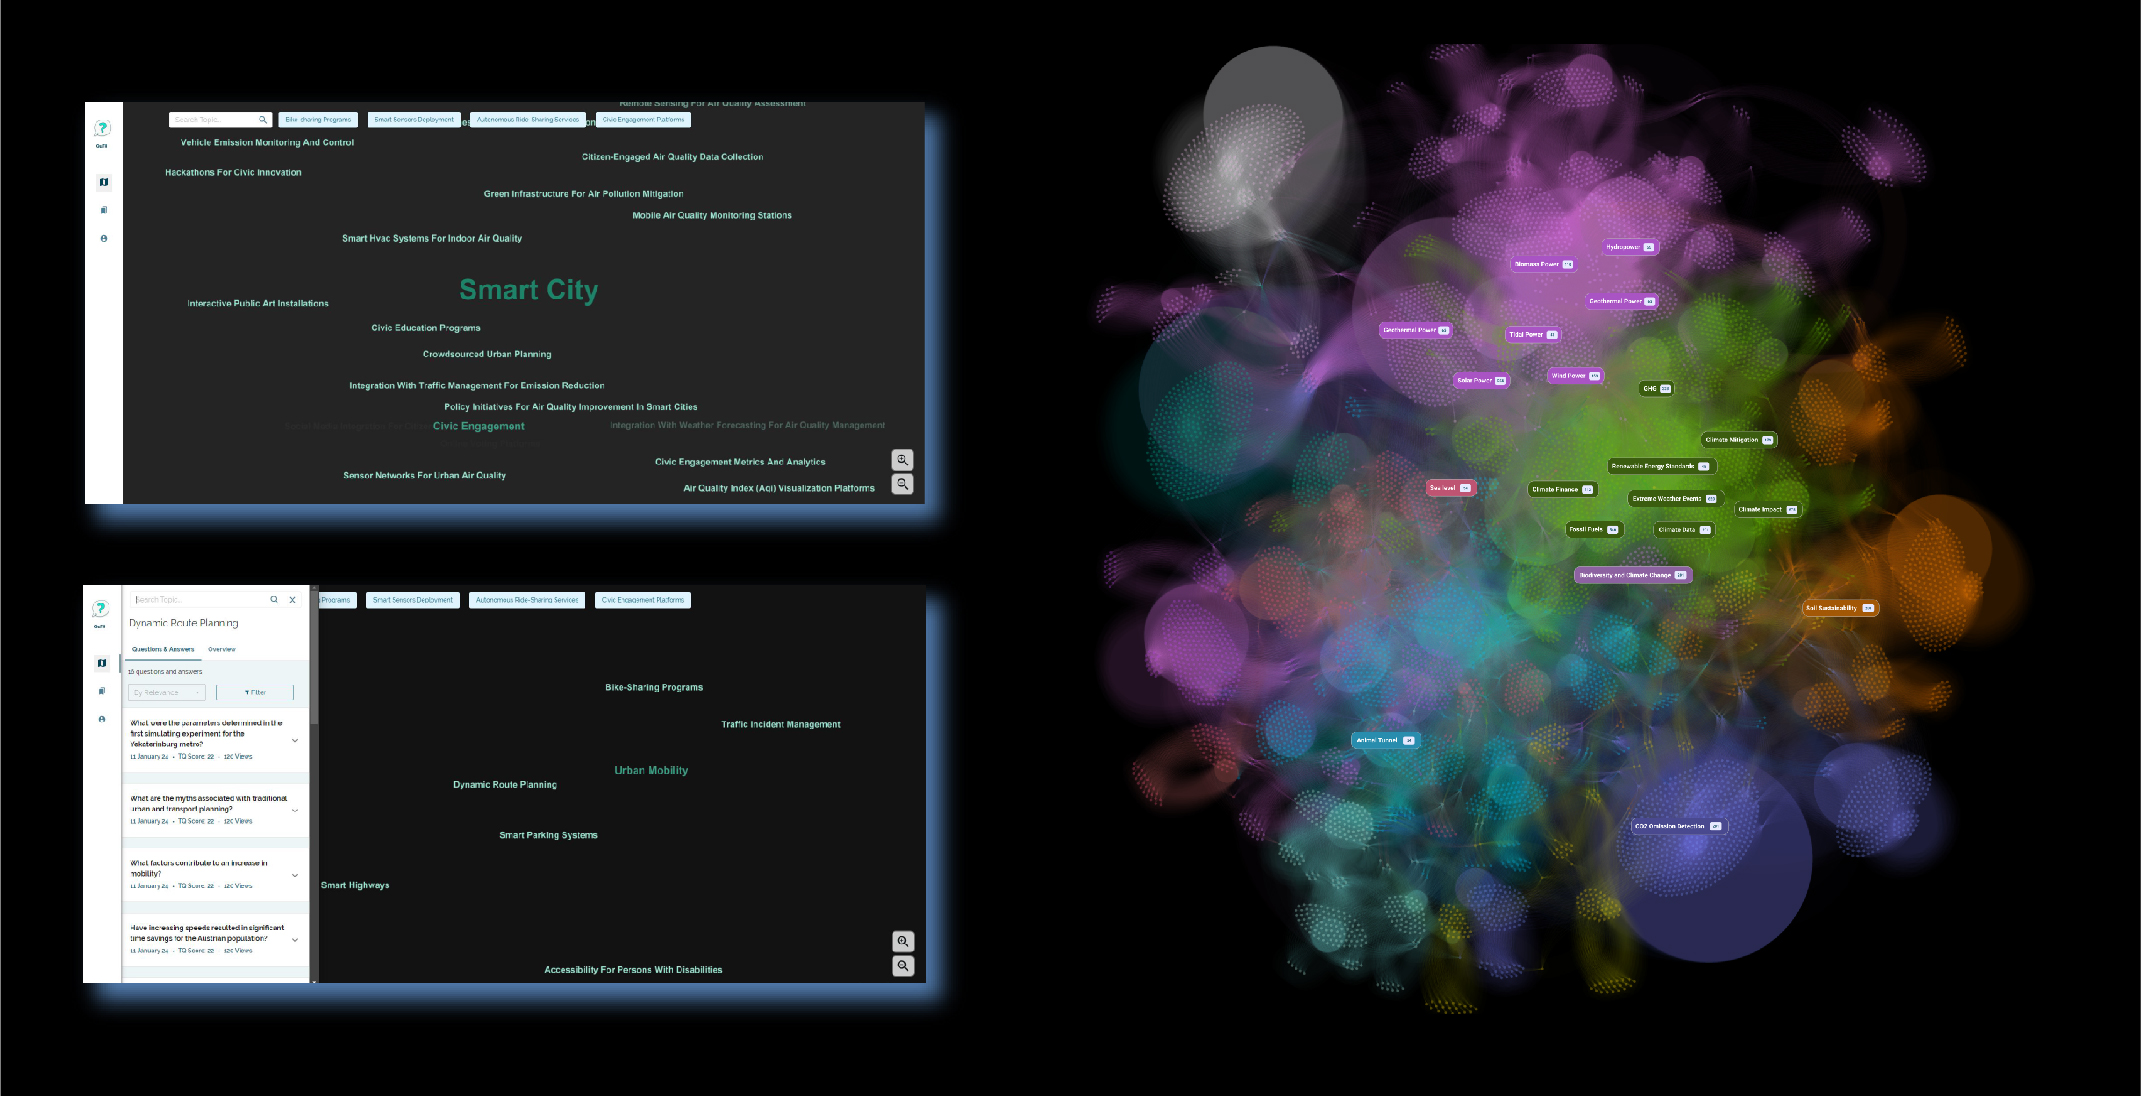 Remote Sensing For Air Quality Assessment
Search Topic...
Bike-sharing Programs
Smart Sensors Deployment
Autonomous Ride-Sharing Services
Civic Engagement Platforms
QaTII
Vehicle Emission Monitoring And Control
Citizen-Engaged Air Quality Data Collection
Hackathons For Civic Innovation
Green Infrastructure For Air Pollution Mitigation
Mobile Air Quality Monitoring Stations
Smart Hvac Systems For Indoor Air Quality
Smart City
Interactive Public Art Installations
Civic Education Programs
Crowdsourced Urban Planning
Integration With Traffic Management For Emission Reduction
Policy Initiatives For Air Quality Improvement In Smart Cities
Civic Engagement
Integration With Weather Forecasting For Air Quality Management
Civic Engagement Metrics And Analytics
Sensor Networks For Urban Air Quality
Air Quality Index (Aqi) Visualization Platforms
Search Topic...
X
Programs
Smart Sensors Deployment
Autonomous Ride-Sharing Services
Civic Engagement Platforms
Dynamic Route Planning
Questions & Answers
Overview
16 questions and answers
By Relevance
Filter
What were the parameters determined in the
first simulating experiment for the
Yekaterinburg metro?
11 January 24 • TQ Score: 22 · 120 Views
What are the myths associated with traditional
urban and transport planning?
11 January 24 • TQ Score: 22 · 120 Views
What factors contribute to an increase in
mobility?
11 January 24 • TQ Score: 22 · 120 Views
Have increasing speeds resulted in significant
time savings for the Austrian population?
11 January 24 • TQ Score: 22 · 120 Views
Bike-Sharing Programs
Traffic Incident Management
Urban Mobility
Dynamic Route Planning
Smart Parking Systems
Smart Highways
Accessibility For Persons With Disabilities
Hydropower
Biomass Power
Geothermal Power
Geothermal Power
Tidal Power
Solar Power
Wind Power
GHG
Climate Mitigation
Renewable Energy Standards
Sea level
Climate Finance
Extreme Weather Events
Climate Impact
Fossil Fuels
Climate Data
Biodiversity and Climate Change
Soil Sustainability
Animal Tunnel
CO2 Omission Detection